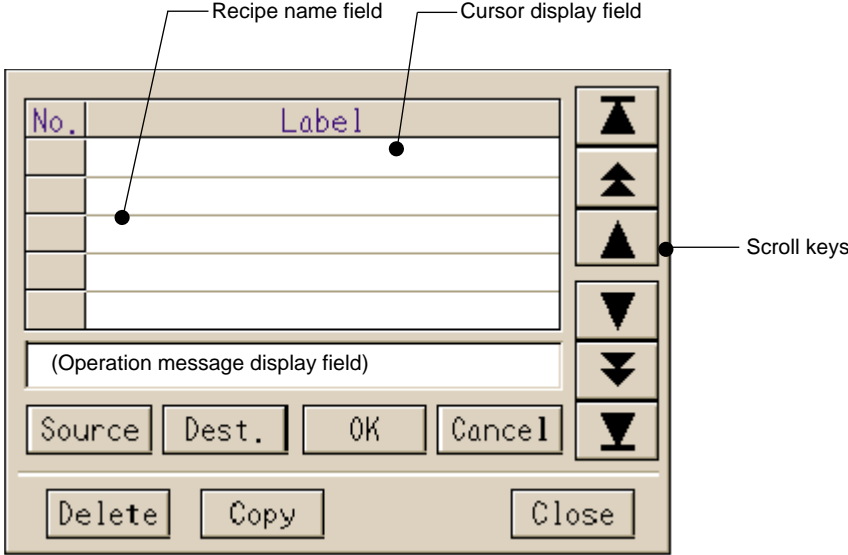 Recipe name field
Cursor display field
No.
Label
Scroll keys
(Operation message display field)
Source
Dest.
OK
Cancel
Delete
Copy
Close